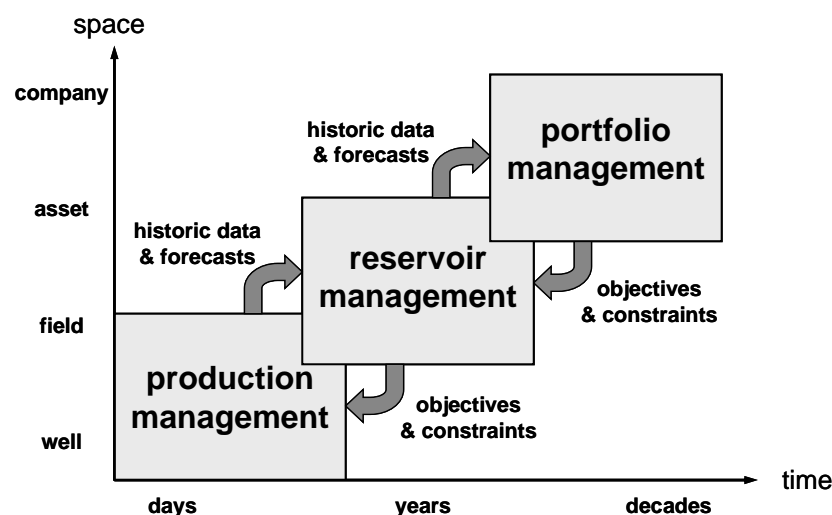 space
company
historic data
& forecasts
portfolio
management
asset
historic data
& forecasts
reservoir
management
objectives
& constraints
field
production
management
objectives
& constraints
well
time
days
years
decades